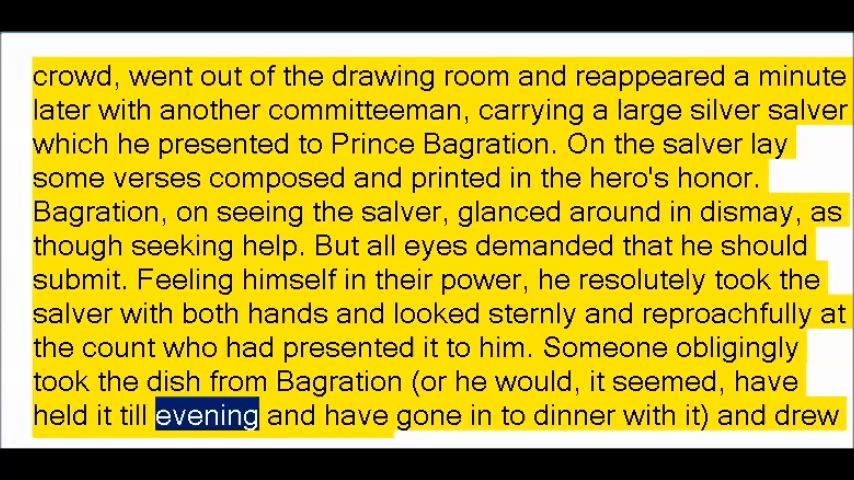 crowd, went out of the drawing room and reappeared a minute
later with another committeeman, carrying a large silver salver
which he presented to Prince Bagration. On the salver lay
some verses composed and printed in the hero's honor.
Bagration, on seeing the salver, glanced around in dismay, as
though seeking help. But all eyes demanded that he should
submit. Feeling himself in their power, he resolutely took the
salver with both hands and looked sternly and reproachfully at
the count who had presented it to him. Someone obligingly
took the dish from Bagration (or he would, it seemed, have
held it till evening and have gone in to dinner with it) and drew